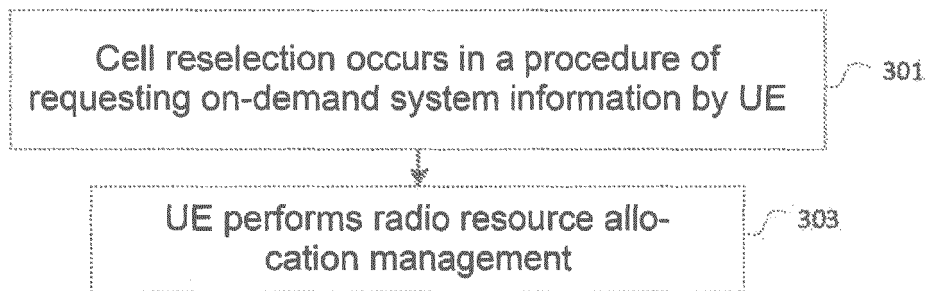 Cell reselection occurs in a procedure of
requesting on-demand system information by UE
301
UE performs radio resource allo-
cation management
303